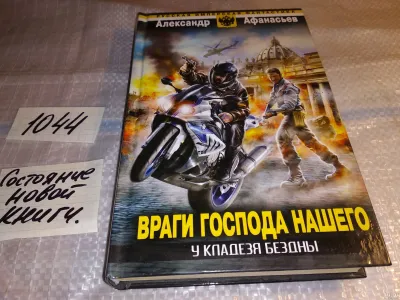 Александр Афанасьев
ВРАГИ ГОСПОДА НАШЕГО
У КЛАДЕЗЯ БЕЗДНЫ
1044
Состояние
новой
книги.